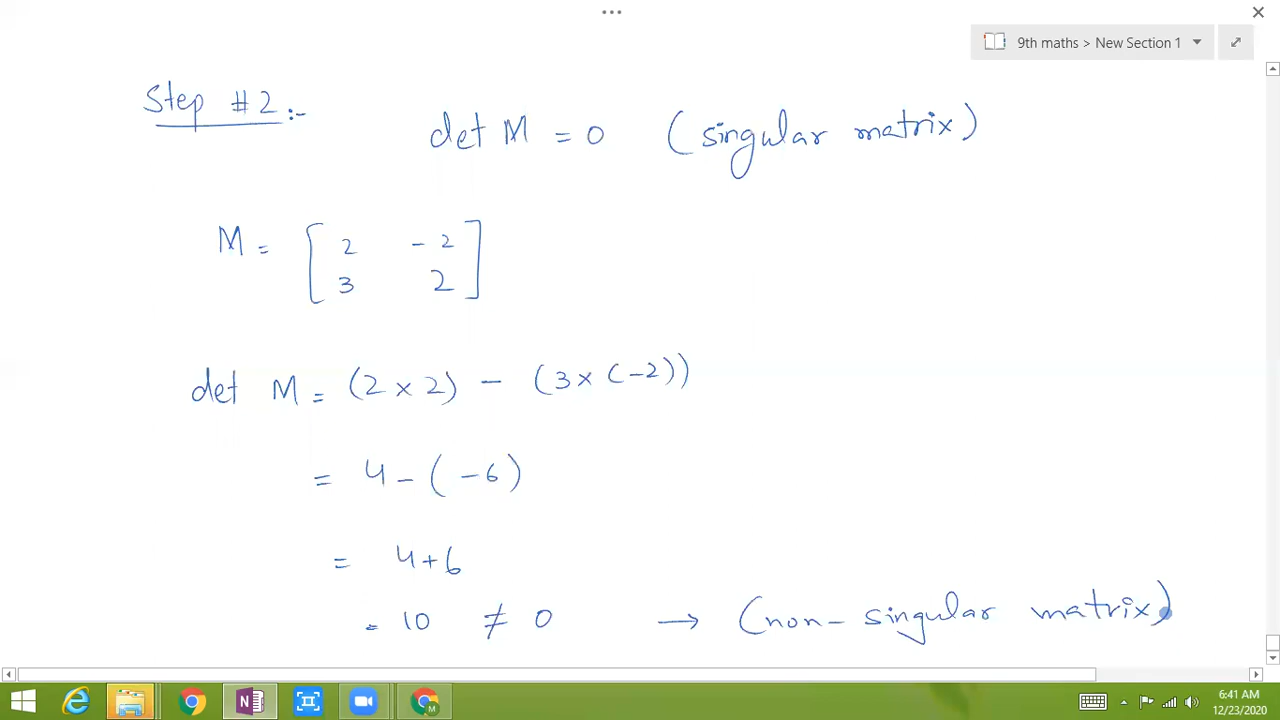 9th maths > New Section 1
Step #2:-
det M = 0 (singular matrix)
M = [ 2 -2
3 2 ]
det M = (2 × 2) - (3 × (-2))
= 4 - (-6)
= 4+6
= 10 ≠ 0 → (non-singular matrix)
6:41 AM
12/23/2020